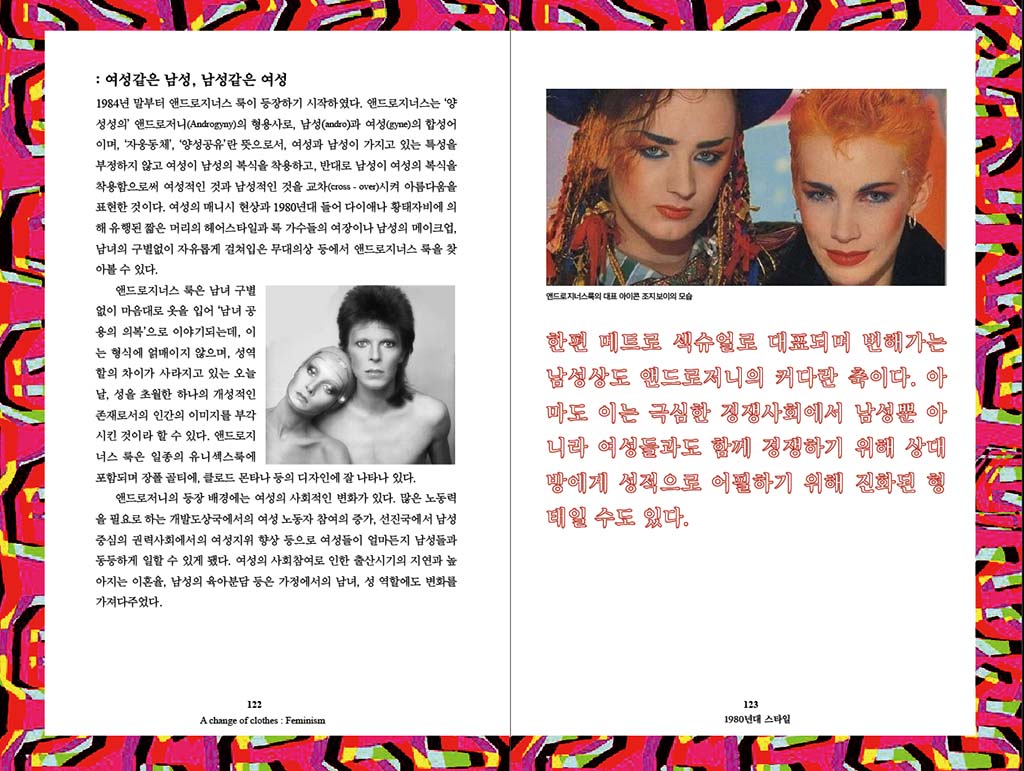 : 여성같은 남성, 남성같은 여성
1984년 말부터 앤드로지너스 룩이 등장하기 시작하였다. 앤드로지너스는 ‘양
성성의’ 앤드로저니(Androgyny)의 형용사로, 남성(andro)과 여성(gyne)의 합성어
이며, ‘자웅동체’, ‘양성공유’란 뜻으로서, 여성과 남성이 가지고 있는 특성을
부정하지 않고 여성이 남성의 복식을 착용하고, 반대로 남성이 여성의 복식을
착용함으로써 여성적인 것과 남성적인 것을 교차(cross - over)시켜 아름다움을
표현한 것이다. 여성의 매니시 현상과 1980년대 들어 다이애나 황태자비에 의
해 유행된 짧은 머리의 헤어스타일과 록 가수들의 여장이나 남성의 메이크업,
남녀의 구별없이 자유롭게 걸쳐입은 무대의상 등에서 앤드로지너스 룩을 찾
아볼 수 있다.
앤드로지너스 룩은 남녀 구별
없이 마음대로 옷을 입어 ‘남녀 공
용의 의복’으로 이야기되는데, 이
는 형식에 얽매이지 않으며, 성역
할의 차이가 사라지고 있는 오늘
날, 성을 초월한 하나의 개성적인
존재로서의 인간의 이미지를 부각
시킨 것이라 할 수 있다. 앤드로지
너스 룩은 일종의 유니섹스룩에
포함되며 장폴 골티에, 클로드 몬타나 등의 디자인에 잘 나타나 있다.
앤드로저니의 등장 배경에는 여성의 사회적인 변화가 있다. 많은 노동력
을 필요로 하는 개발도상국에서의 여성 노동자 참여의 증가, 선진국에서 남성
중심의 권력사회에서의 여성지위 향상 등으로 여성들이 얼마든지 남성들과
동등하게 일할 수 있게 됐다. 여성의 사회참여로 인한 출산시기의 지연과 높
아지는 이혼율, 남성의 육아분담 등은 가정에서의 남녀, 성 역할에도 변화를
가져다주었다.
122
A change of clothes : Feminism
앤드로지너스룩의 대표 아이콘 조지 보이의 모습
한편 메트로 섹슈얼로 대표되며 변해가는
남성상도 앤드로저니의 커다란 축이다. 아
마도 이는 극심한 경쟁사회에서 남성뿐 아
니라 여성들과도 함께 경쟁하기 위해 상대
방에게 성적으로 어필하기 위해 진화된 형
태일 수도 있다.
123
1980년대 스타일